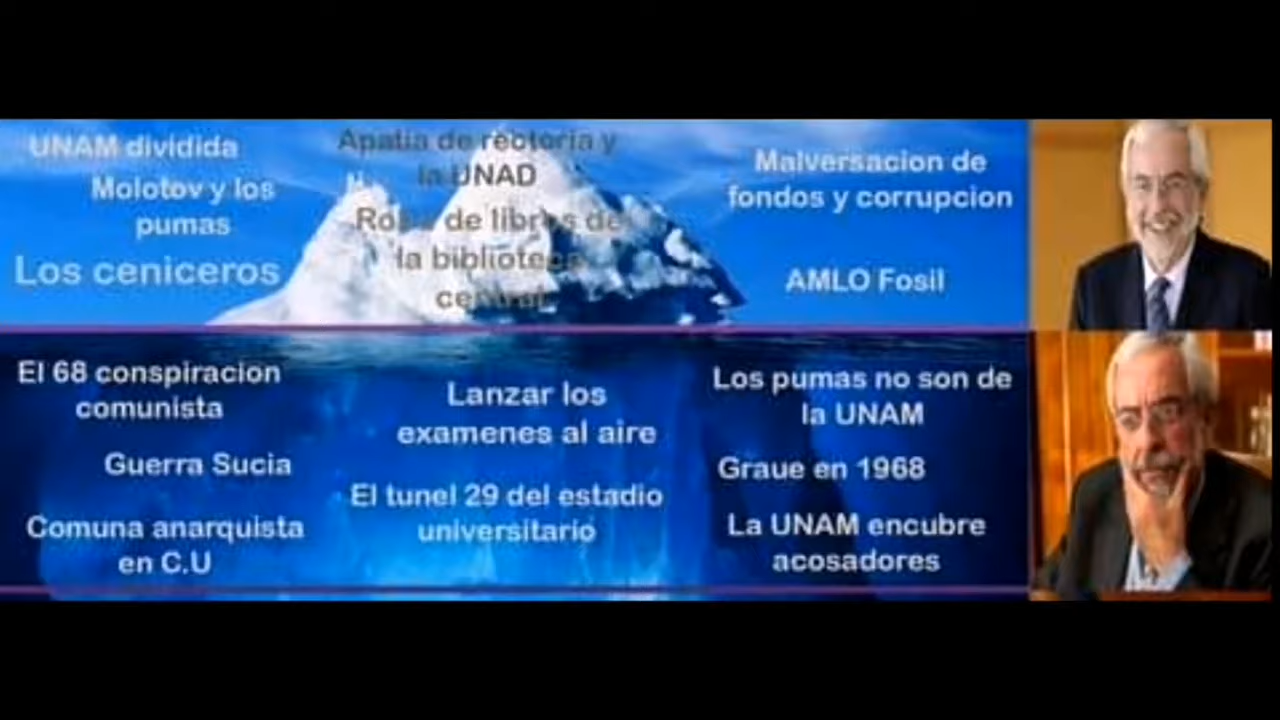 UNAM dividida
Molotov y los
pumas
Los ceniceros
Apatia de rectoria y
la UNAD
de libros de
la biblioteca
central
Malversacion de
fondos y corrupcion
AMLO Fosil
El 68 conspiracion
comunista
Guerra Sucia
Comuna anarquista
en C.U
Lanzar los
examenes al aire
El tunel 29 del estadio
universitario
Los pumas no son de
la UNAM
Graue en 1968
La UNAM encubre
acosadores